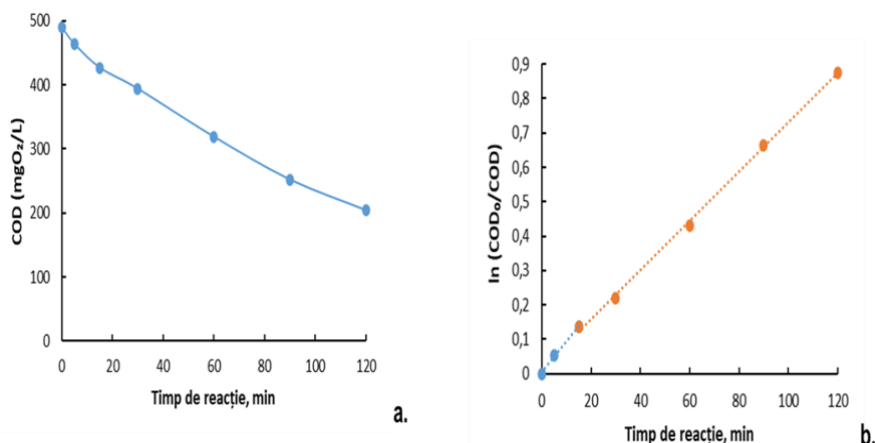 500
400
300
200
100
0
COD (mgO₂/L)
0 20 40 60 80 100 120
Timp de reacție, min
a.
0,9
0,8
0,7
0,6
0,5
0,4
0,3
0,2
0,1
0
ln (COD₀/COD)
0 20 40 60 80 100 120
Timp de reacție, min
b.